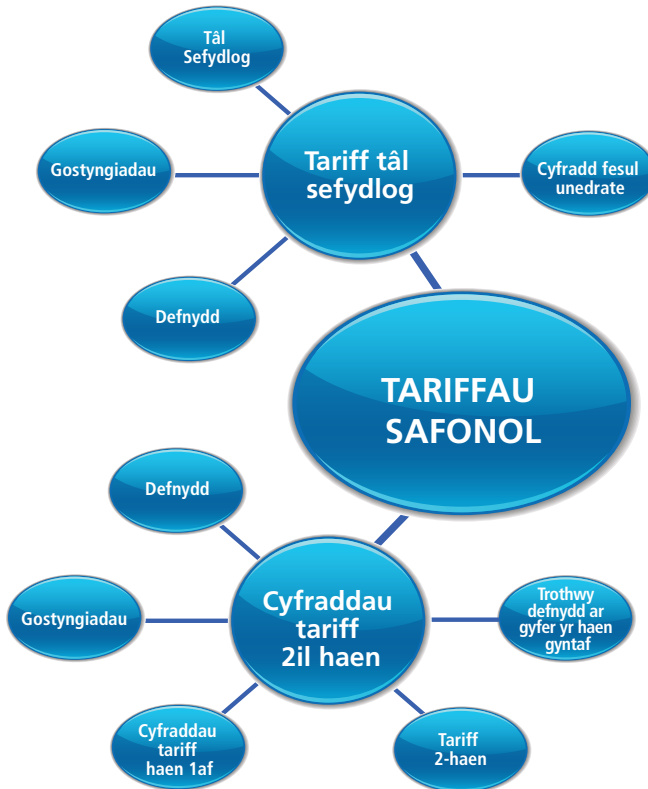 Tâl
Sefydlog
Gostyngiadau
Tariff tâl
sefydlog
Cyfradd fesul
unedrate
Defnydd
TARIFFAU
SAFONOL
Defnydd
Gostyngiadau
Cyfraddau
tariff
2il haen
Trothwy
defnydd ar
gyfer yr haen
gyntaf
Cyfraddau
tariff
haen 1af
Tariff
2-haen